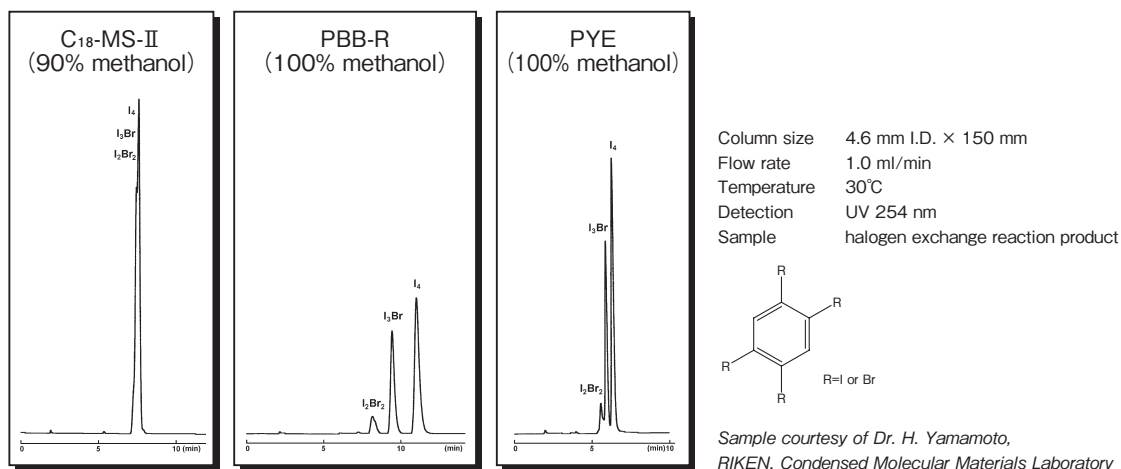 C₁₈-MS-Ⅱ
(90% methanol)
I₄
I₃Br
I₂Br₂
0 5 10 (min)
PBB-R
(100% methanol)
I₄
I₃Br
I₂Br₂
0 5 10 (min)
PYE
(100% methanol)
I₄
I₃Br
I₂Br₂
0 5 (min)10
Column size 4.6 mm I.D. × 150 mm
Flow rate 1.0 ml/min
Temperature 30℃
Detection UV 254 nm
Sample halogen exchange reaction product
R
R
R
R
R=I or Br
Sample courtesy of Dr. H. Yamamoto,
RIKEN, Condensed Molecular Materials Laboratory